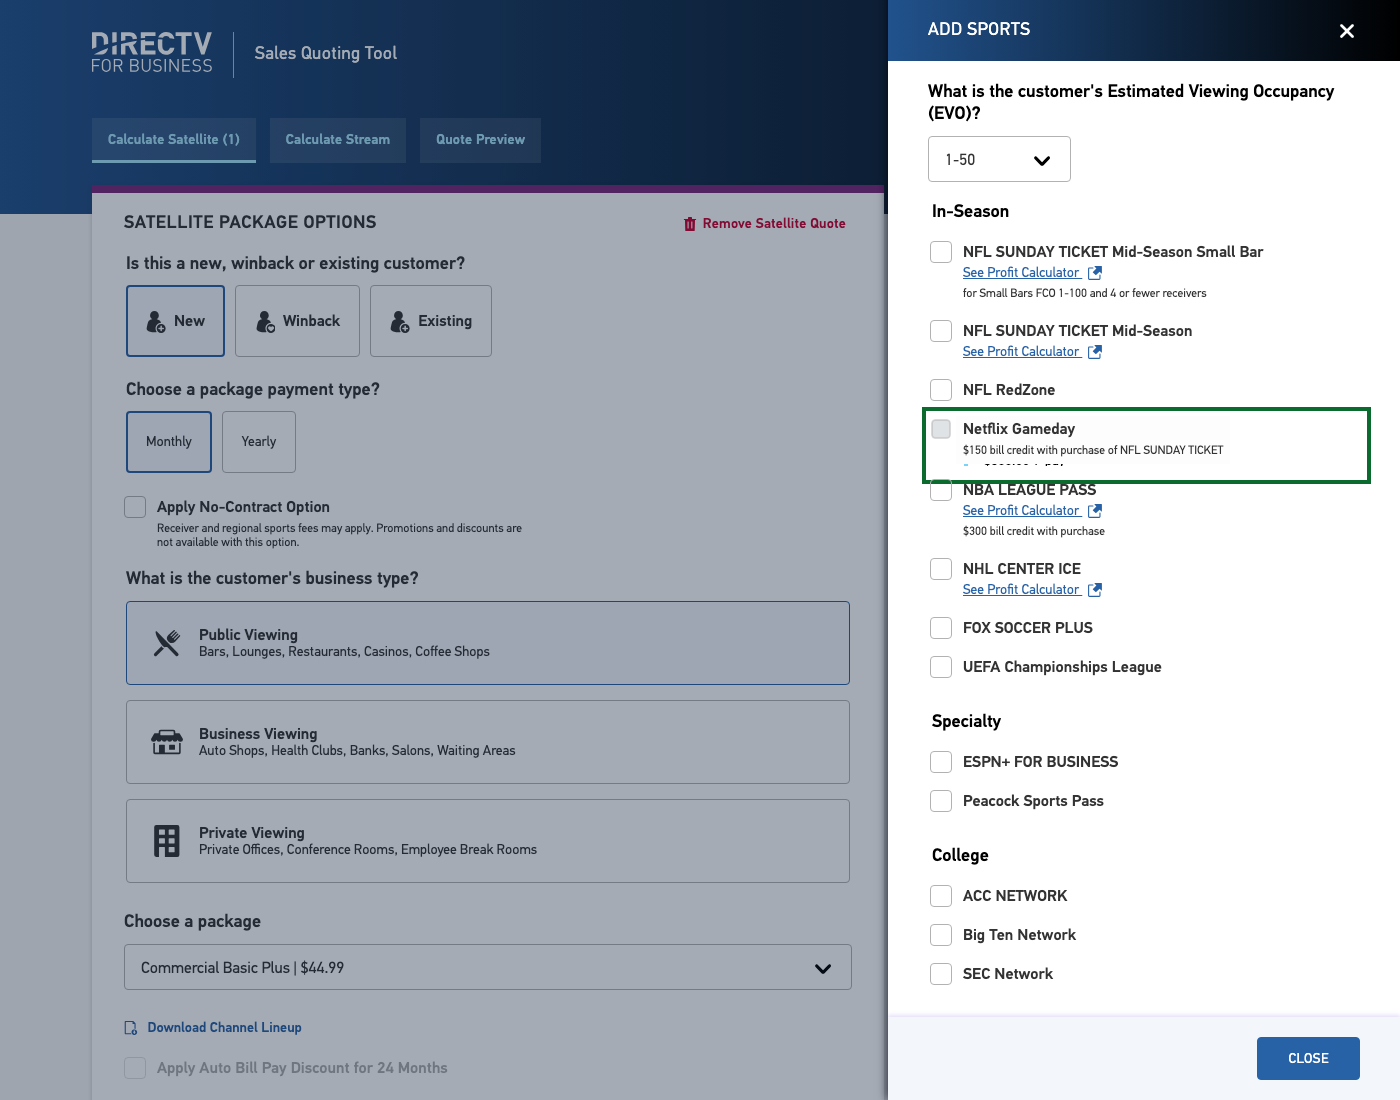 DIRECTV
FOR BUSINESS
Sales Quoting Tool
Calculate Satellite (1)
Calculate Stream
Quote Preview
SATELLITE PACKAGE OPTIONS
Remove Satellite Quote
Is this a new, winback or existing customer?
New
Winback
Existing
Choose a package payment type?
Monthly
Yearly
Apply No-Contract Option
Receiver and regional sports fees may apply. Promotions and discounts are
not available with this option.
What is the customer's business type?
Public Viewing
Bars, Lounges, Restaurants, Casinos, Coffee Shops
Business Viewing
Auto Shops, Health Clubs, Banks, Salons, Waiting Areas
Private Viewing
Private Offices, Conference Rooms, Employee Break Rooms
Choose a package
Commercial Basic Plus | $44.99
Download Channel Lineup
Apply Auto Bill Pay Discount for 24 Months
ADD SPORTS
What is the customer's Estimated Viewing Occupancy
(EVO)?
1-50
In-Season
NFL SUNDAY TICKET Mid-Season Small Bar
See Profit Calculator
for Small Bars FCO 1-100 and 4 or fewer receivers
NFL SUNDAY TICKET Mid-Season
See Profit Calculator
NFL RedZone
Netflix Gameday
$150 bill credit with purchase of NFL SUNDAY TICKET
NBA LEAGUE PASS
See Profit Calculator
$300 bill credit with purchase
NHL CENTER ICE
See Profit Calculator
FOX SOCCER PLUS
UEFA Championships League
Specialty
ESPN+ FOR BUSINESS
Peacock Sports Pass
College
ACC NETWORK
Big Ten Network
SEC Network
CLOSE